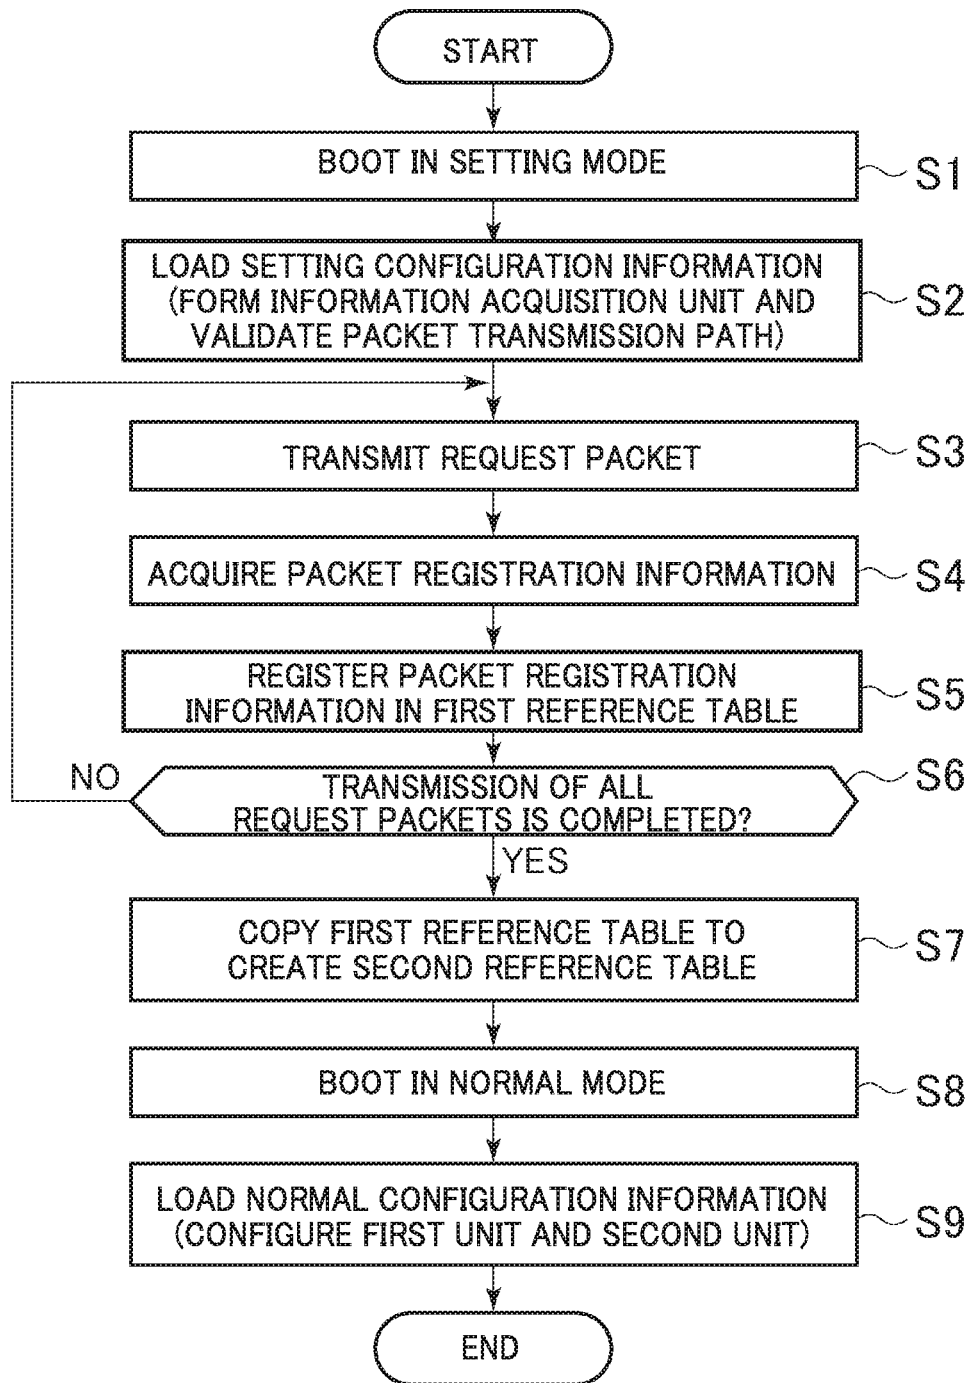 START
BOOT IN SETTING MODE
S1
LOAD SETTING CONFIGURATION INFORMATION
(FORM INFORMATION ACQUISITION UNIT AND
VALIDATE PACKET TRANSMISSION PATH)
S2
TRANSMIT REQUEST PACKET
S3
ACQUIRE PACKET REGISTRATION INFORMATION
S4
REGISTER PACKET REGISTRATION
INFORMATION IN FIRST REFERENCE TABLE
S5
NO
TRANSMISSION OF ALL
REQUEST PACKETS IS COMPLETED?
S6
YES
COPY FIRST REFERENCE TABLE TO
CREATE SECOND REFERENCE TABLE
S7
BOOT IN NORMAL MODE
S8
LOAD NORMAL CONFIGURATION INFORMATION
(CONFIGURE FIRST UNIT AND SECOND UNIT)
S9
END